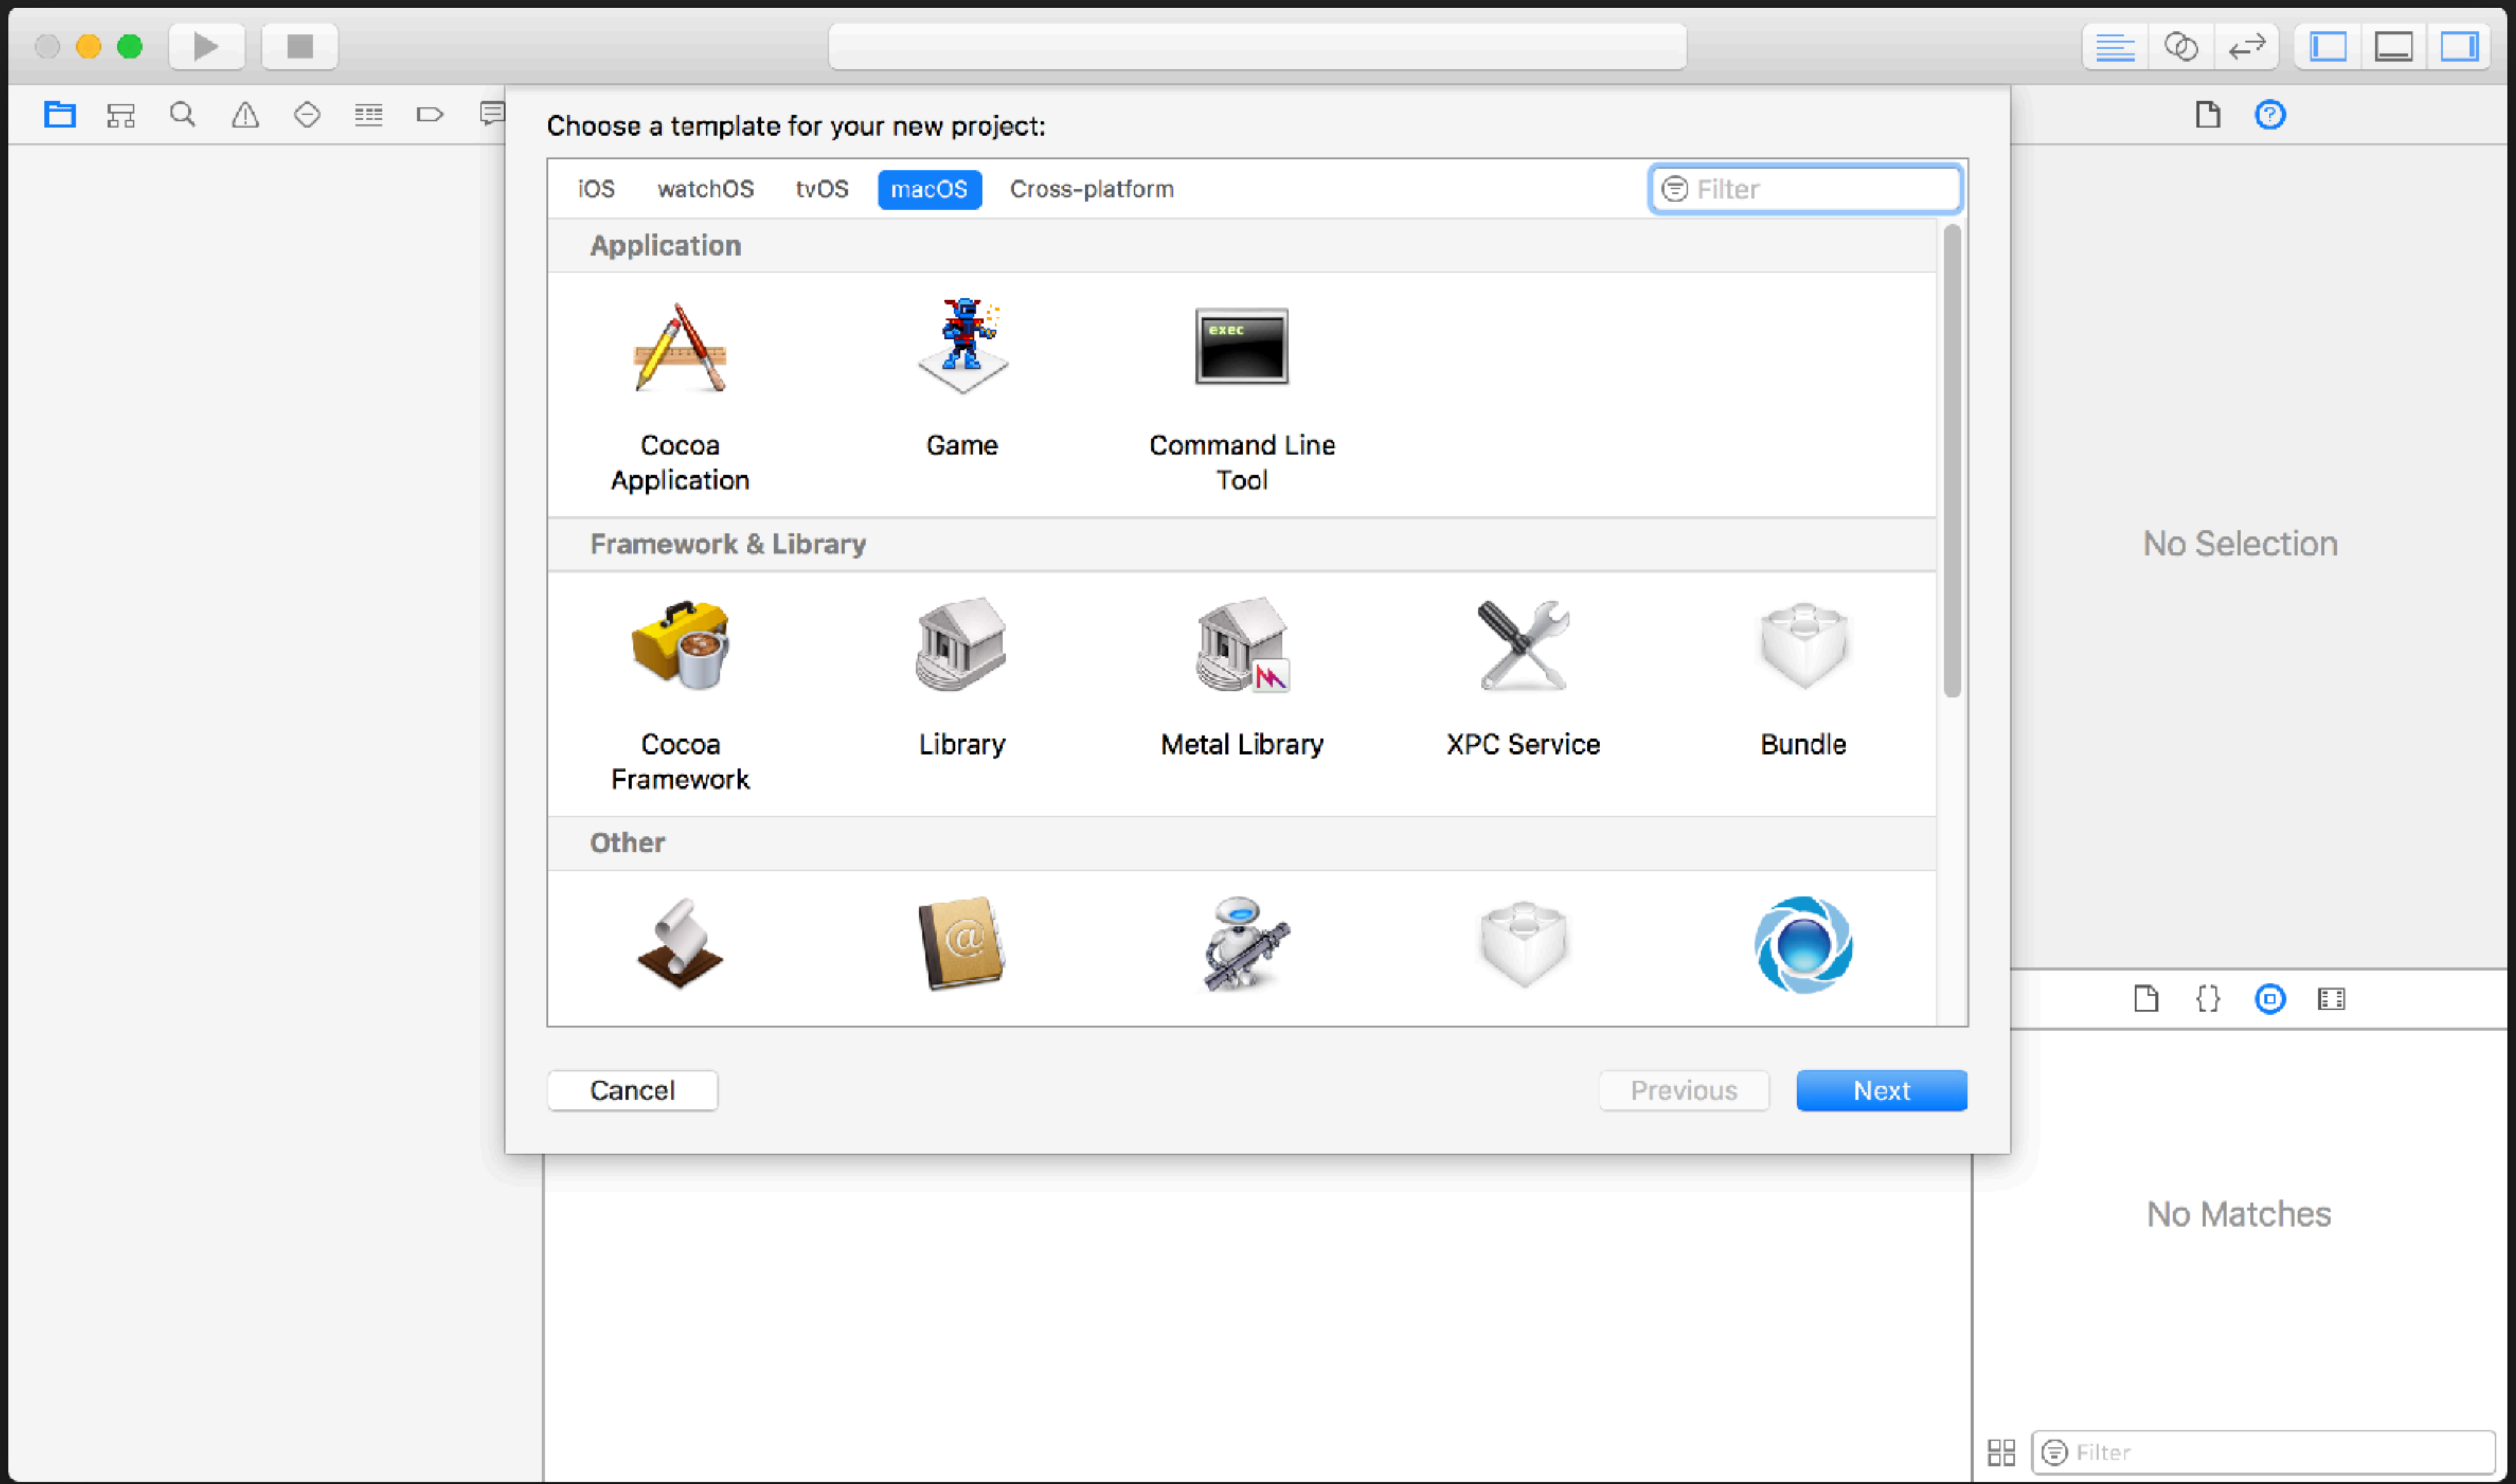 Choose a template for your new project:
iOS watchOS tvOS macOS Cross-platform Filter
Application
exec
Cocoa Application
Game
Command Line Tool
Framework & Library
Cocoa Framework
Library
Metal Library
XPC Service
Bundle
Other
Cancel Previous Next
No Selection
No Matches
Filter